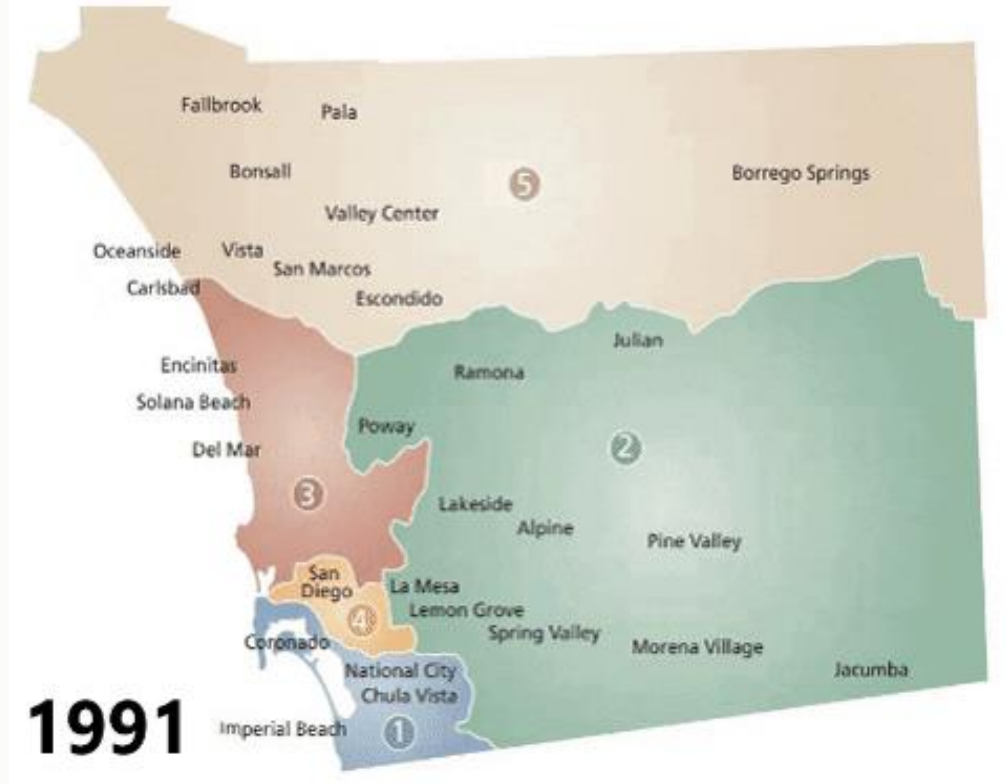 Fallbrook
Pala
Bonsall
Borrego Springs
5
Valley Center
Oceanside
Vista
San Marcos
Carlsbad
Escondido
Julian
Encinitas
Ramona
Solana Beach
Poway
Del Mar
2
3
Lakeside
Alpine
Pine Valley
San
Diego
La Mesa
Lemon Grove
4
Spring Valley
Coronado
Morena Village
National City
Jacumba
Chula Vista
Imperial Beach
1
1991